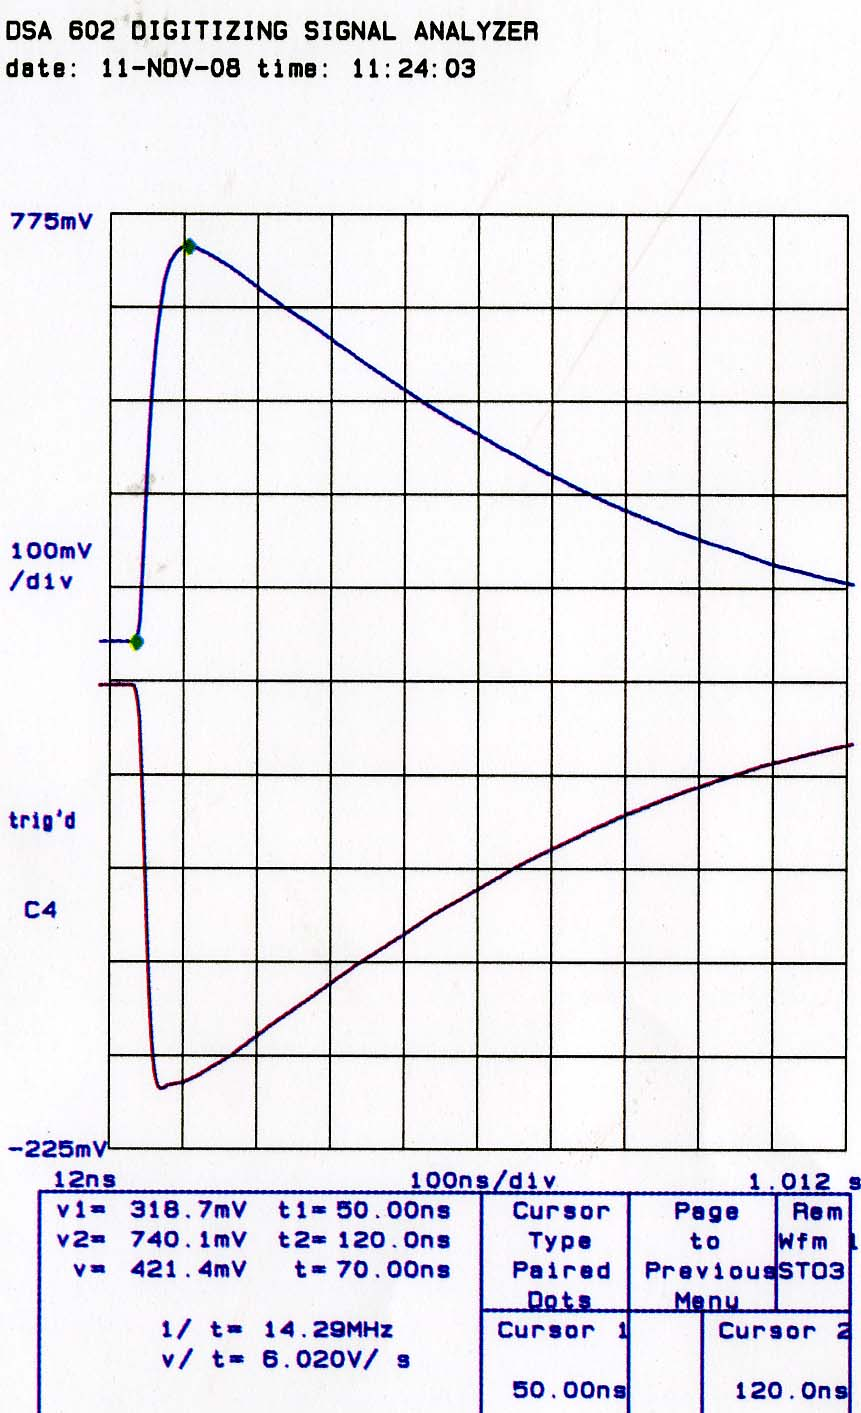 DSA 602 DIGITIZING SIGNAL ANALYZER
date: 11-NOV-08 time: 11:24:03
775mV
100mV
/div
trig'd
C4
-225mV
12ns 100ns/div 1.012 s
v1= 318.7mV t1= 50.00ns
v2= 740.1mV t2= 120.0ns
v= 421.4mV t= 70.00ns
1/ t= 14.29MHz
v/ t= 6.020V/ s
Cursor
Type
Paired
Dots
Page
to
Previous
Menu
Rem
Wfm 1
STO3
Cursor 1
50.00ns
Cursor 2
120.0ns